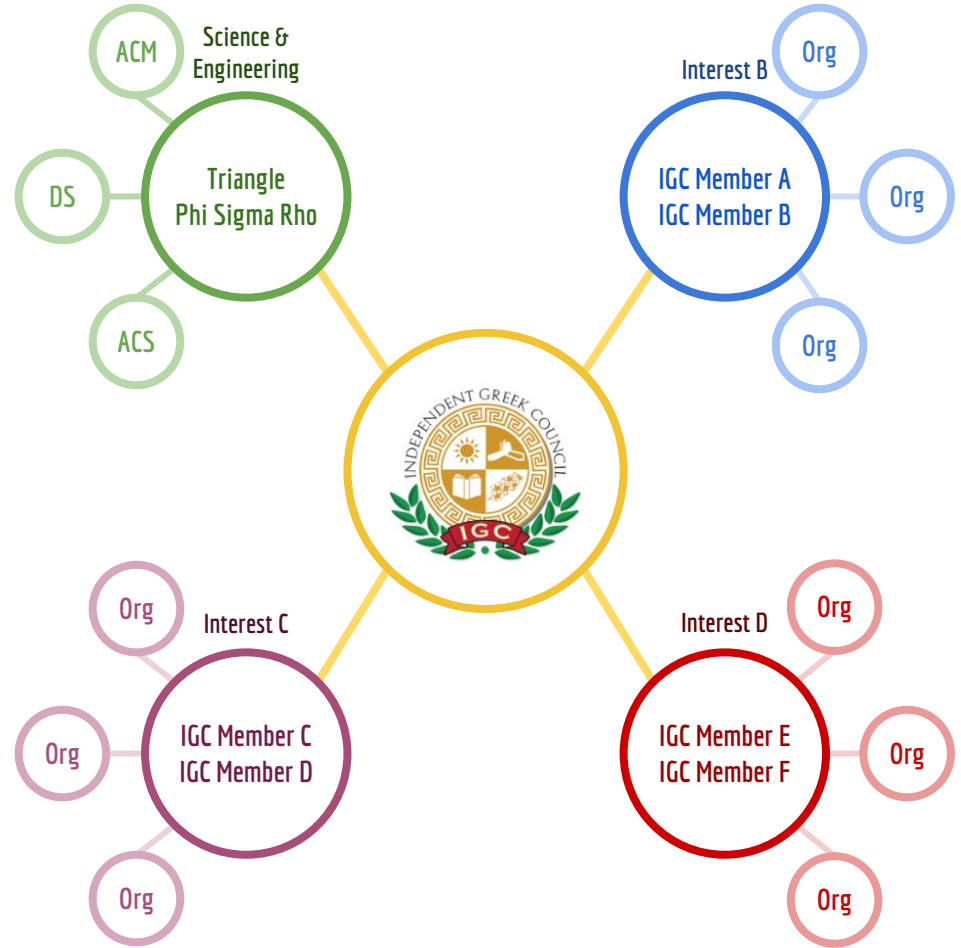 ACM
Science &
Engineering
DS
Triangle
Phi Sigma Rho
ACS
Interest B
Org
IGC Member A
IGC Member B
Org
Org
INDEPENDENT GREEK COUNCIL
IGC
Org
Interest C
Org
IGC Member C
IGC Member D
Org
Interest D
Org
IGC Member E
IGC Member F
Org
Org